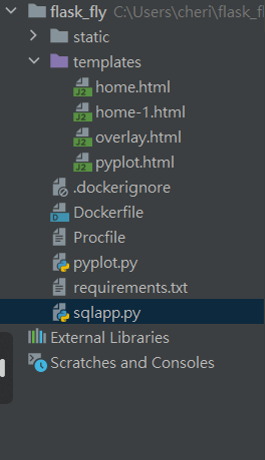 flask_fly C:\Users\cheri\flask_f
static
templates
home.html
home-1.html
overlay.html
pyplot.html
.dockerignore
Dockerfile
Procfile
pyplot.py
requirements.txt
sqlapp.py
External Libraries
Scratches and Consoles